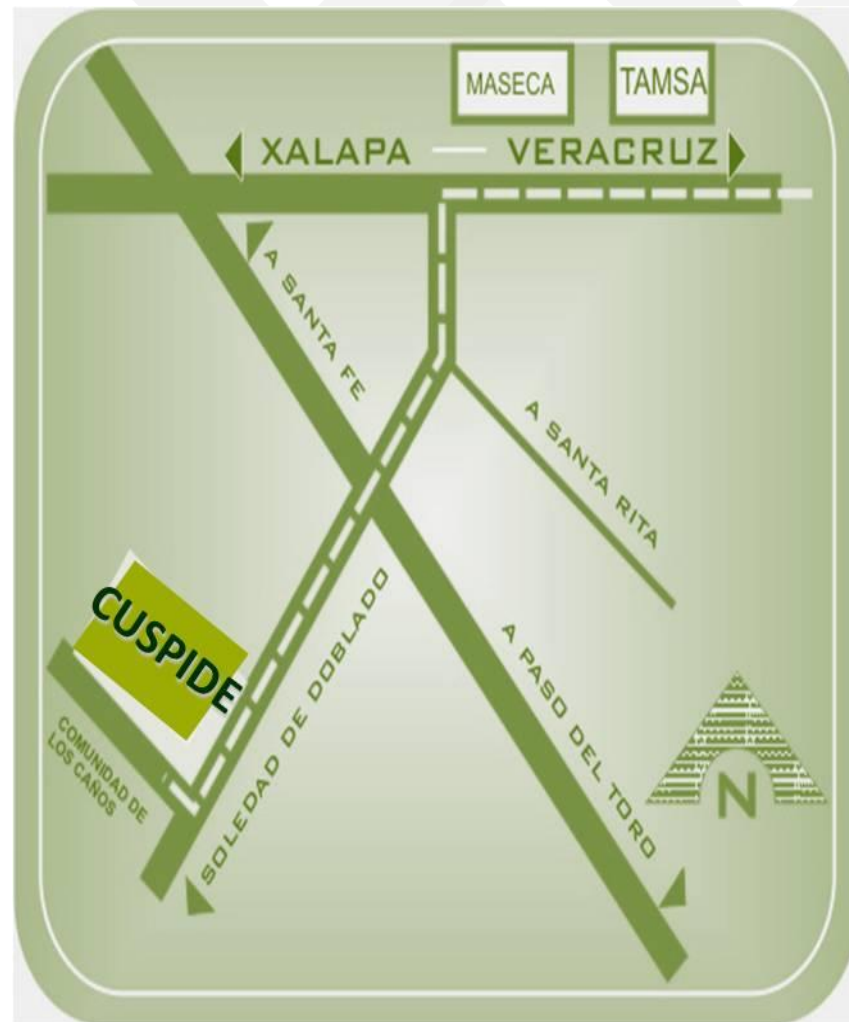 MASECA
TAMSA
XALAPA — VERACRUZ
A SANTA FE
A SANTA RITA
CUSPIDE
SOLEDAD DE DOBLADO
A PASO DEL TORO
COMUNIDAD DE
LOS CAÑOS
N